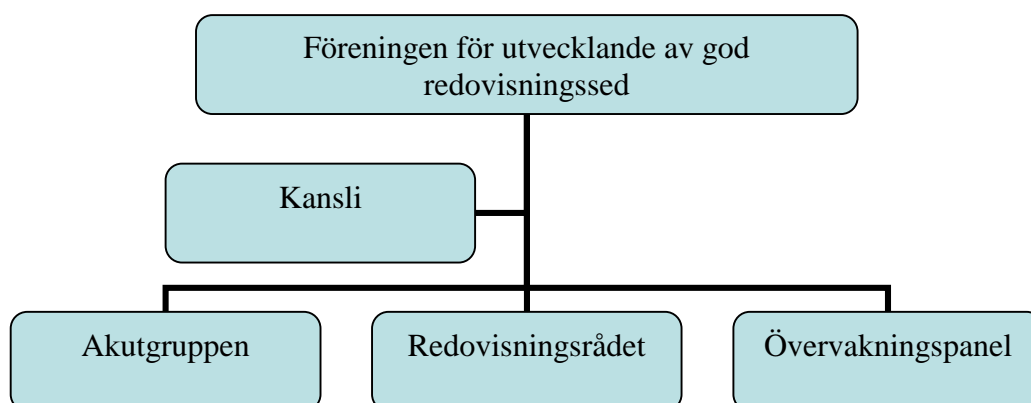 Föreningen för utvecklande av god
redovisningssed
Kansli
Akutgruppen
Redovisningsrådet
Övervakningspanel